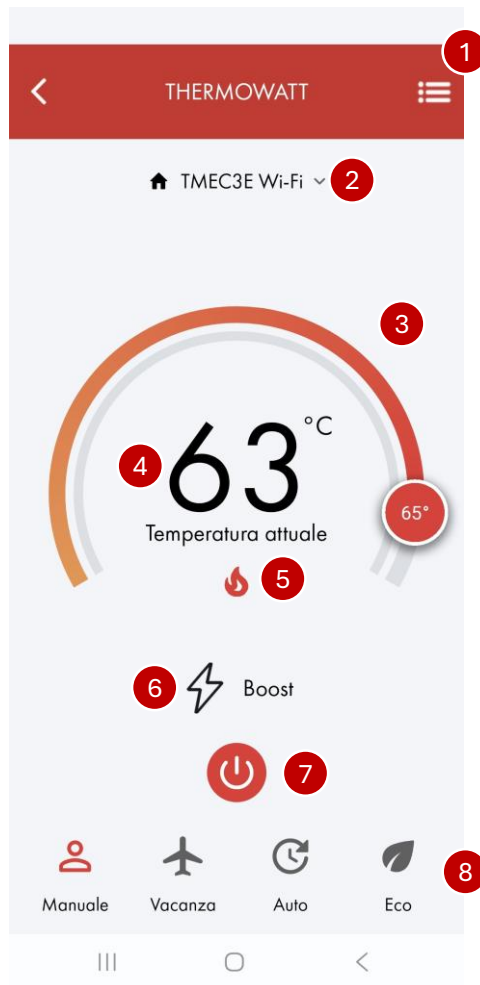 1
THERMOWATT
TMEC3E Wi-Fi 2
3
4 63 °C
65°
Temperatura attuale
5
6 Boost
7
8
Manuale Vacanza Auto Eco